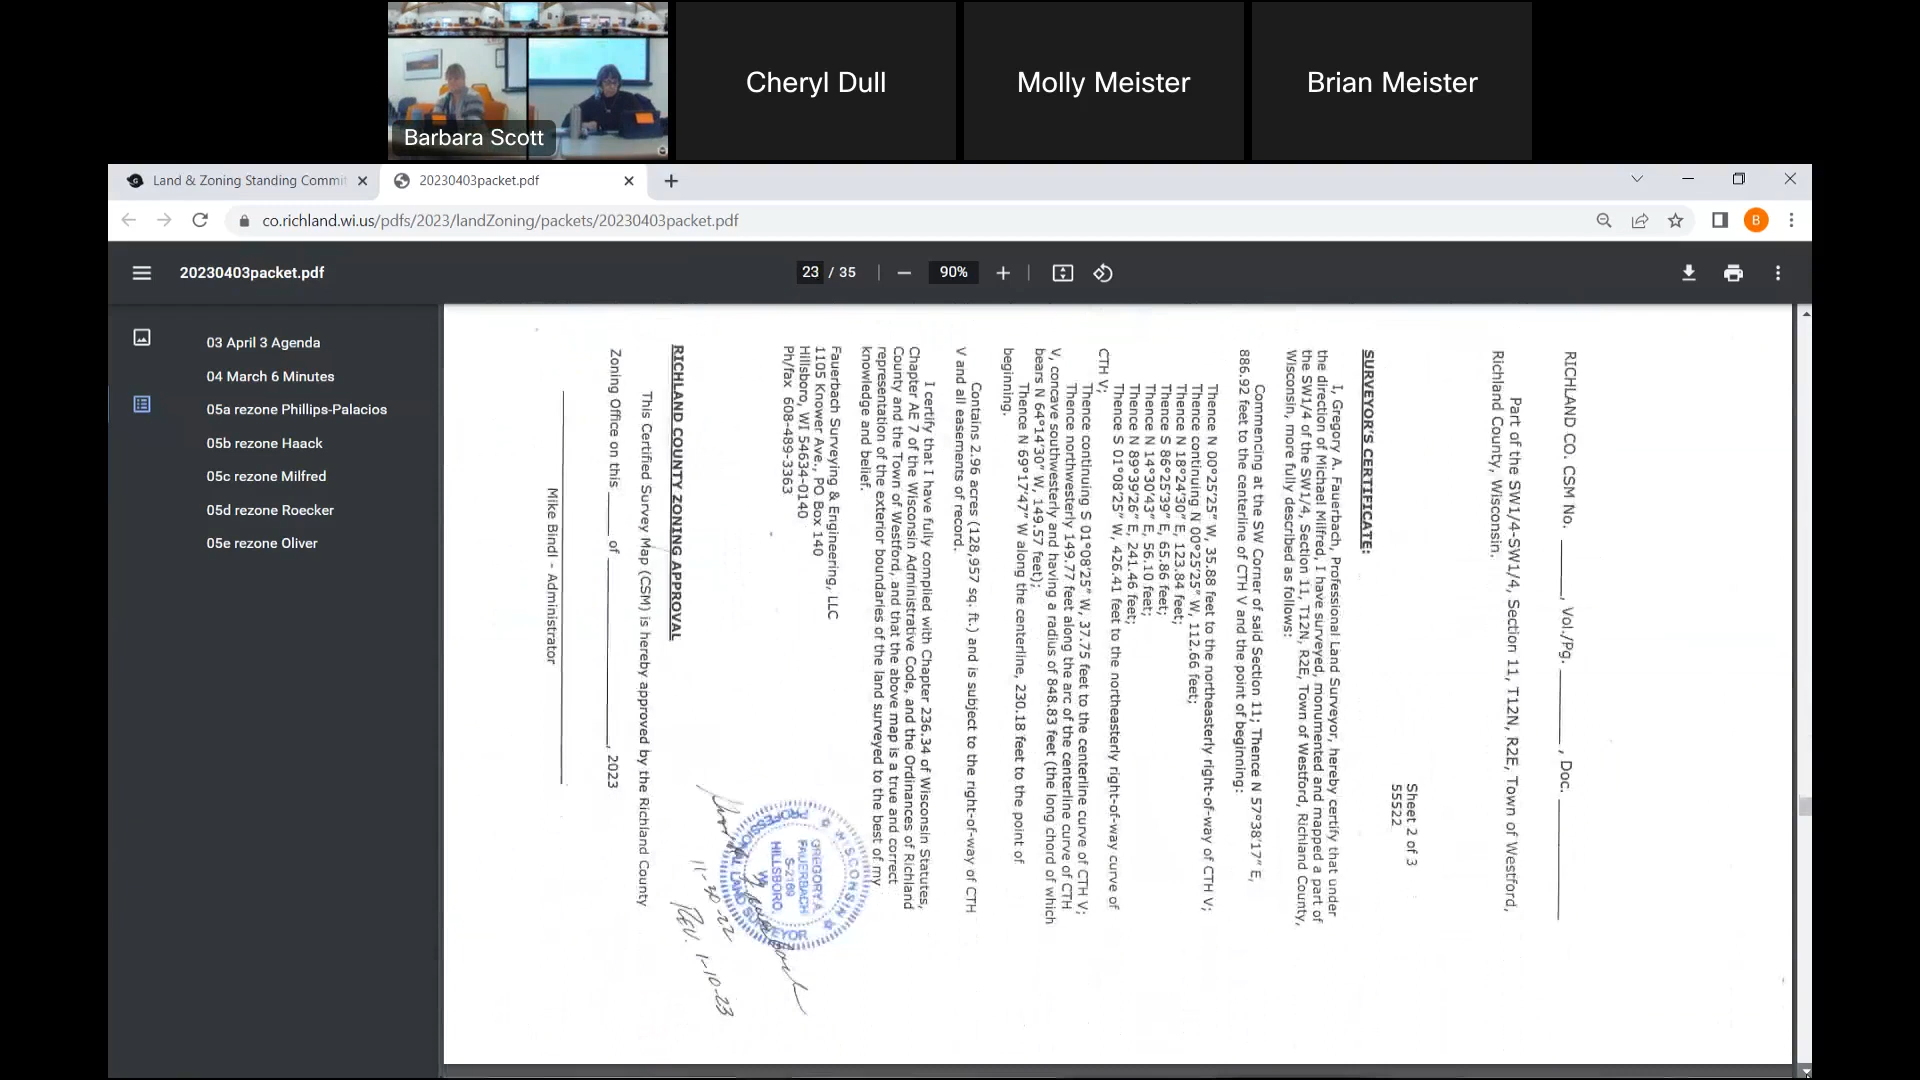 Barbara Scott
Cheryl Dull
Molly Meister
Brian Meister
Land & Zoning Standing Commit
20230403packet.pdf
co.richland.wi.us/pdfs/2023/landZoning/packets/20230403packet.pdf
B
20230403packet.pdf
23 / 35
90%
03 April 3 Agenda
04 March 6 Minutes
05a rezone Phillips-Palacios
05b rezone Haack
05c rezone Milfred
05d rezone Roecker
05e rezone Oliver
RICHLAND CO. CSM No. ______, Vol./Pg. ________, Doc. ____________
Part of the SW1/4-SW1/4, Section 11, T12N, R2E, Town of Westford,
Richland County, Wisconsin.
Sheet 2 of 3
55522
SURVEYOR'S CERTIFICATE:
I, Gregory A. Fauerbach, Professional Land Surveyor, hereby certify that under
the direction of Michael Milfred, I have surveyed, monumented and mapped a part of
the SW1/4 of the SW1/4, Section 11, T12N, R2E, Town of Westford, Richland County,
Wisconsin, more fully described as follows:
Commencing at the SW Corner of said Section 11; Thence N 57°38'17" E,
886.92 feet to the centerline of CTH V and the point of beginning:
Thence N 00°25'25" W, 35.88 feet to the northeasterly right-of-way of CTH V;
Thence continuing N 00°25'25" W, 112.66 feet;
Thence N 18°24'30" E, 123.84 feet;
Thence S 86°25'39" E, 65.86 feet;
Thence N 14°30'43" E, 56.10 feet;
Thence N 89°39'26" E, 241.46 feet;
Thence S 01°08'25" W, 426.41 feet to the northeasterly right-of-way curve of
CTH V;
Thence continuing S 01°08'25" W, 37.75 feet to the centerline curve of CTH V;
Thence northwesterly 149.77 feet along the arc of the centerline curve of CTH
V, concave southwesterly and having a radius of 848.83 feet (the long chord of which
bears N 64°14'30" W, 149.57 feet);
Thence N 69°17'47" W along the centerline, 230.18 feet to the point of
beginning.
Contains 2.96 acres (128,957 sq. ft.) and is subject to the right-of-way of CTH
V and all easements of record.
I certify that I have fully complied with Chapter 236.34 of Wisconsin Statutes,
Chapter AE 7 of the Wisconsin Administrative Code, and the Ordinances of Richland
County and the Town of Westford, and that the above map is a true and correct
representation of the exterior boundaries of the land surveyed to the best of my
knowledge and belief.
Fauerbach Surveying & Engineering, LLC
1105 Knower Ave., PO Box 140
Hillsboro, WI 54634-0140
Ph/fax 608-489-3363
WISCONSIN
GREGORY A.
FAUERBACH
S-2169
HILLSBORO
WI
PROFESSIONAL LAND SURVEYOR
11-30-22
REV. 1-10-23
RICHLAND COUNTY ZONING APPROVAL
This Certified Survey Map (CSM) is hereby approved by the Richland County
Zoning Office on this ______ of ____________________, 2023
Mike Bindl - Administrator